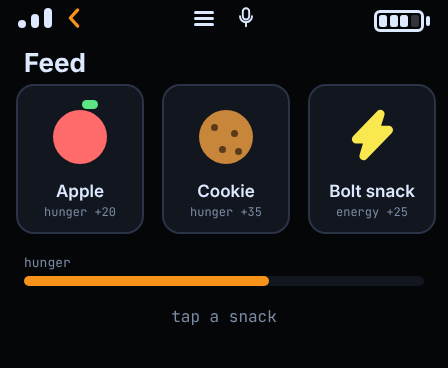 Feed
Apple
hunger +20
Cookie
hunger +35
Bolt snack
energy +25
hunger
tap a snack